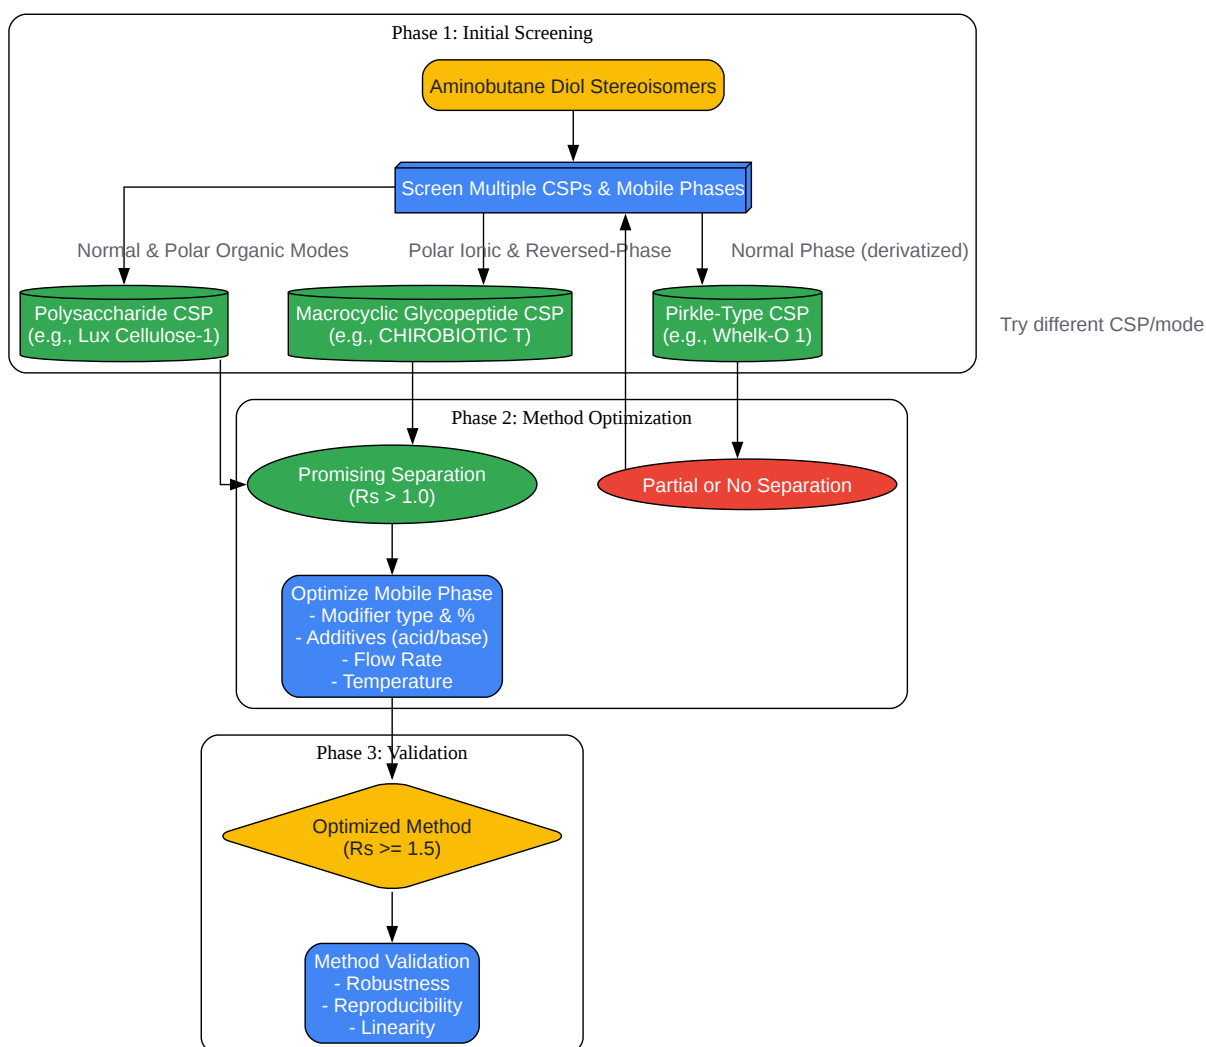 Phase 1: Initial Screening
Aminobutane Diol Stereoisomers
Screen Multiple CSPs & Mobile Phases
Normal & Polar Organic Modes
Polar Ionic & Reversed-Phase
Normal Phase (derivatized)
Polysaccharide CSP
(e.g., Lux Cellulose-1)
Macrocyclic Glycopeptide CSP
(e.g., CHIROBIOTIC T)
Pirkle-Type CSP
(e.g., Whelk-O 1)
Try different CSP/mode
Phase 2: Method Optimization
Promising Separation
(Rs > 1.0)
Partial or No Separation
Optimize Mobile Phase
- Modifier type & %
- Additives (acid/base)
- Flow Rate
- Temperature
Phase 3: Validation
Optimized Method
(Rs >= 1.5)
Method Validation
- Robustness
- Reproducibility
- Linearity